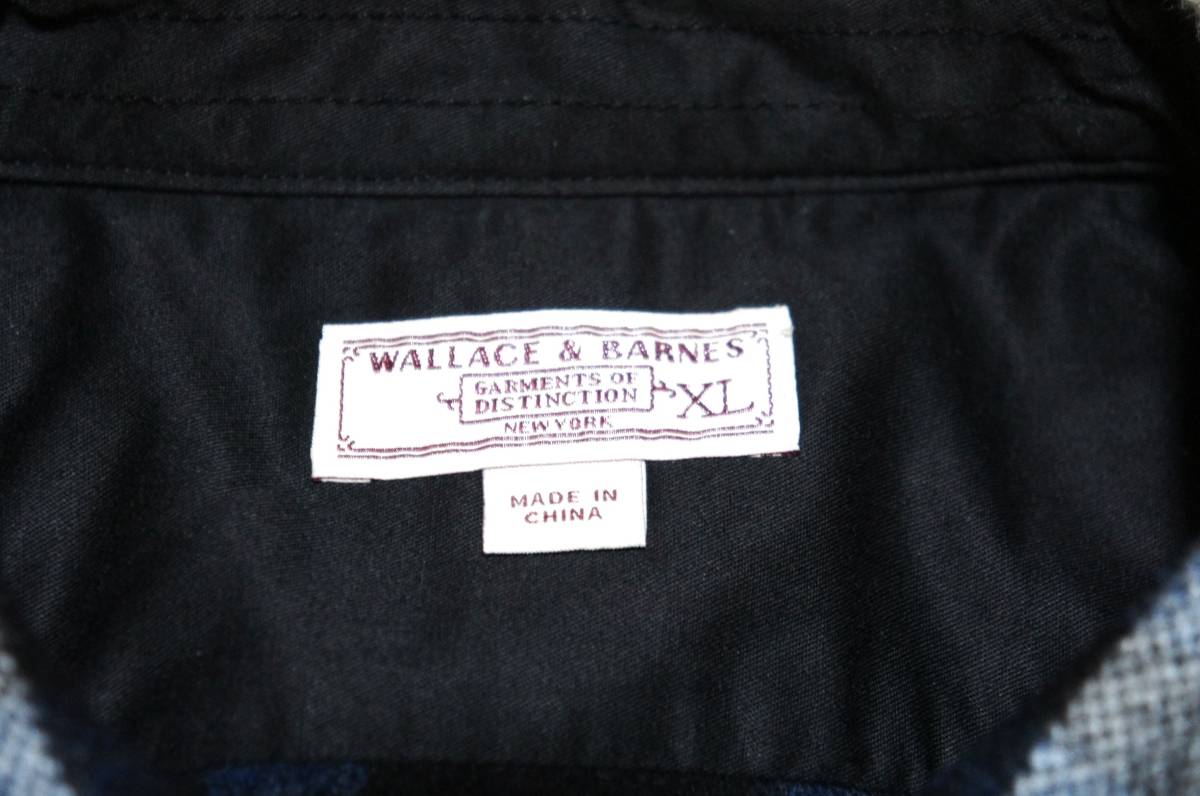 WALLACE & BARNES
GARMENTS OF
DISTINCTION
XL
NEW YORK
MADE IN
CHINA